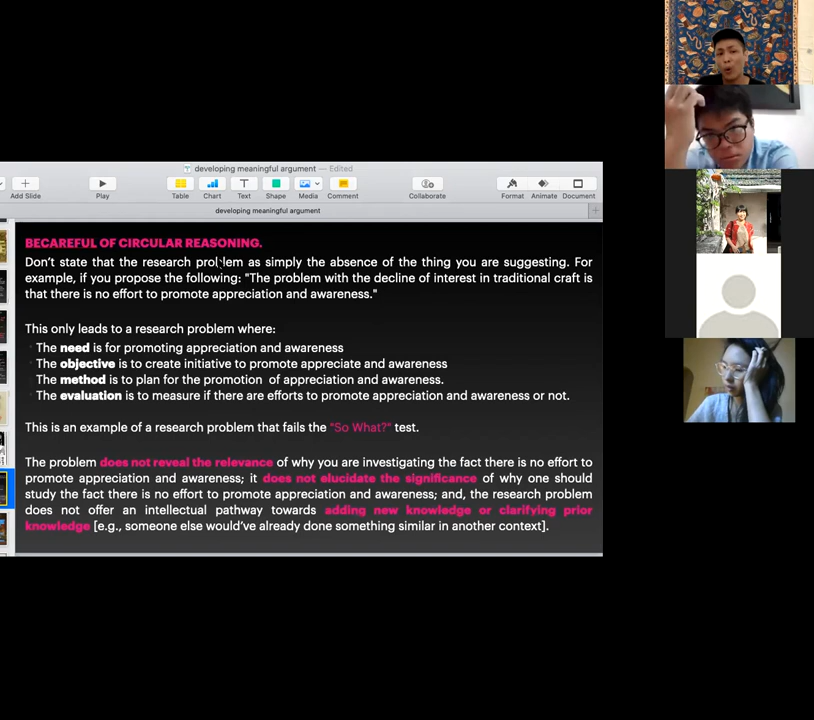 developing meaningful argument — Edited
Add Slide
Play
Table
Chart
Text
Shape
Media
Comment
Collaborate
Format
Animate
Document
developing meaningful argument
BECAREFUL OF CIRCULAR REASONING.
Don't state that the research problem as simply the absence of the thing you are suggesting. For
example, if you propose the following: "The problem with the decline of interest in traditional craft is
that there is no effort to promote appreciation and awareness."
This only leads to a research problem where:
The need is for promoting appreciation and awareness
The objective is to create initiative to promote appreciate and awareness
The method is to plan for the promotion of appreciation and awareness.
The evaluation is to measure if there are efforts to promote appreciation and awareness or not.
This is an example of a research problem that fails the "So What?" test.
The problem does not reveal the relevance of why you are investigating the fact there is no effort to
promote appreciation and awareness; it does not elucidate the significance of why one should
study the fact there is no effort to promote appreciation and awareness; and, the research problem
does not offer an intellectual pathway towards adding new knowledge or clarifying prior
knowledge [e.g., someone else would've already done something similar in another context].